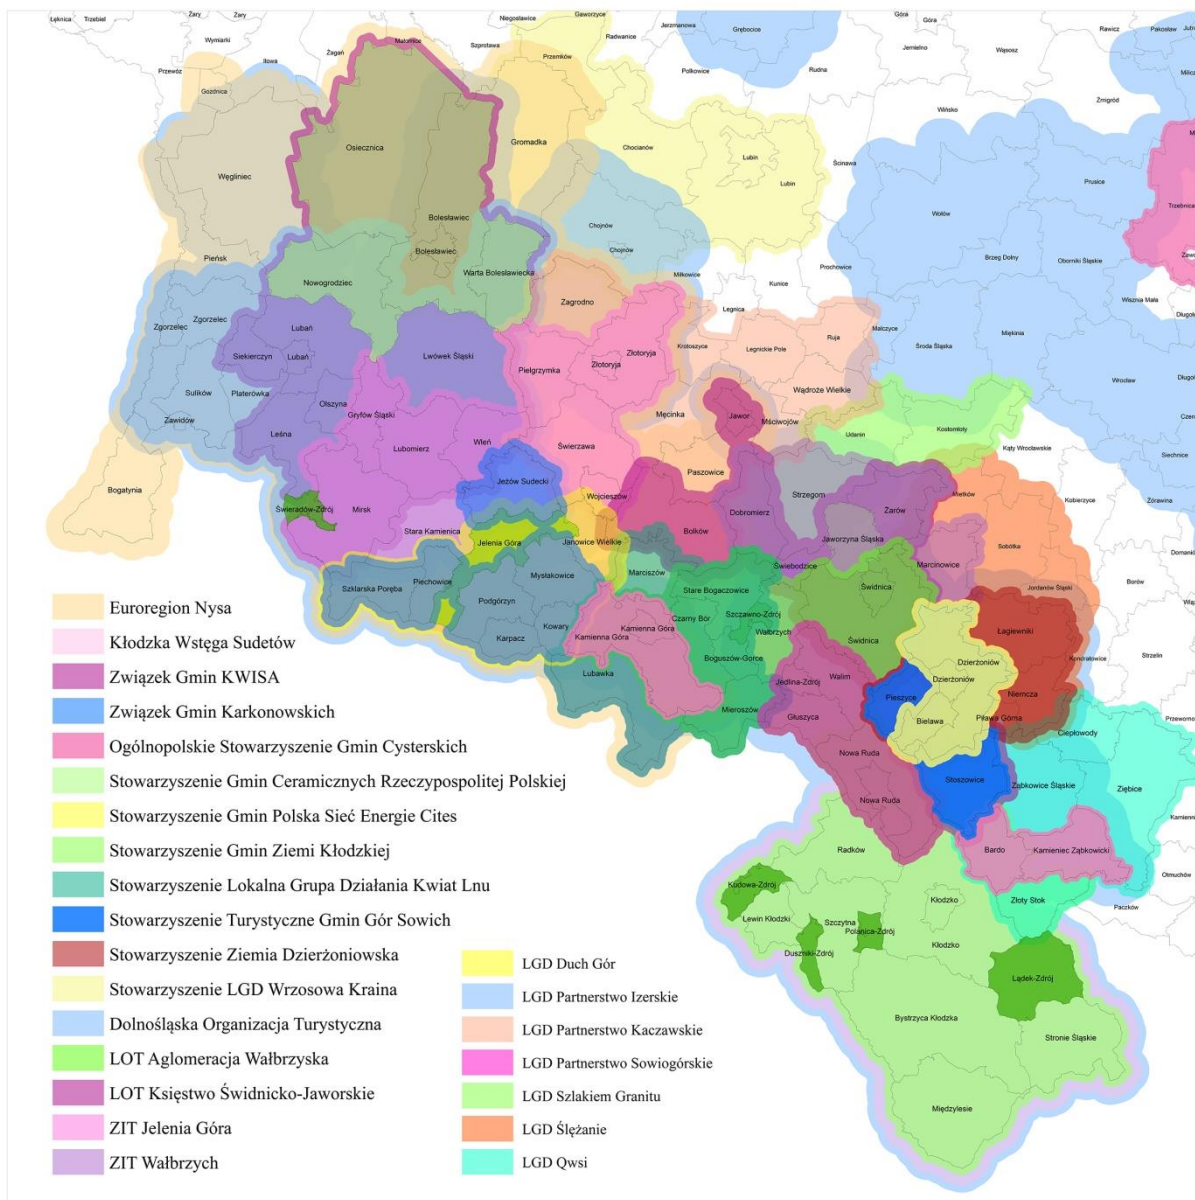 Łęknica
Trzebiel
Żary
Żary
Niegosławice
Gaworzyce
Jerzmanowa
Grębocice
Góra
Góra
Rawicz
Pakosław
Wymiarki
Żagań
Małomice
Szprotawa
Radwanice
Jemielno
Wąsosz
Przewóz
Iłowa
Przemków
Polkowice
Rudna
Gozdnica
Żmigród
Wińsko
Osiecznica
Gromadka
Chocianów
Lubin
Ścinawa
Węgliniec
Lubin
Prusice
Trzebnica
Bolesławiec
Chojnów
Wołów
Bolesławiec
Chojnów
Pieńsk
Warta Bolesławiecka
Miłkowice
Prochowice
Brzeg Dolny
Oborniki Śląskie
Nowogrodziec
Kunice
Zagrodno
Legnica
Wisznia Mała
Zgorzelec
Zgorzelec
Lubań
Malczyce
Miękinia
Ruja
Siekierczyn
Lubań
Lwówek Śląski
Złotoryja
Krotoszyce
Legnickie Pole
Środa Śląska
Pielgrzymka
Złotoryja
Wrocław
Sulików
Platerówka
Wądroże Wielkie
Olszyna
Gryfów Śląski
Zawidów
Męcinka
Jawor
Mściwojów
Leśna
Udanin
Kostomłoty
Wleń
Lubomierz
Świerzawa
Kąty Wrocławskie
Siechnice
Paszowice
Bogatynia
Jeżów Sudecki
Wojcieszów
Strzegom
Mietków
Kobierzyce
Żórawina
Świeradów-Zdrój
Mirsk
Dobromierz
Żarów
Stara Kamienica
Bolków
Jelenia Góra
Janowice Wielkie
Jaworzyna Śląska
Sobótka
Marcinowice
Świebodzice
Marciszów
Mysłakowice
Szklarska Poręba
Piechowice
Stare Bogaczowice
Świdnica
Jordanów Śląski
Borów
Podgórzyn
Szczawno-Zdrój
Czarny Bór
Kowary
Kamienna Góra
Wałbrzych
Łagiewniki
Karpacz
Kamienna Góra
Świdnica
Strzelin
Boguszów-Gorce
Dzierżoniów
Kondratowice
Lubawka
Jedlina-Zdrój
Walim
Dzierżoniów
Pieszyce
Niemcza
Mieroszów
Głuszyca
Bielawa
Piława Górna
Przeworno
Ciepłowody
Nowa Ruda
Stoszowice
Ząbkowice Śląskie
Ziębice
Nowa Ruda
Radków
Bardo
Kamieniec Ząbkowicki
Otmuchów
Kudowa-Zdrój
Kłodzko
Złoty Stok
Paczków
Lewin Kłodzki
Szczytna
Polanica-Zdrój
Kłodzko
Duszniki-Zdrój
Lądek-Zdrój
Bystrzyca Kłodzka
Stronie Śląskie
Międzylesie
Euroregion Nysa
Kłodzka Wstęga Sudetów
Związek Gmin KWISA
Związek Gmin Karkonowskich
Ogólnopolskie Stowarzyszenie Gmin Cysterskich
Stowarzyszenie Gmin Ceramicznych Rzeczypospolitej Polskiej
Stowarzyszenie Gmin Polska Sieć Energie Cites
Stowarzyszenie Gmin Ziemi Kłodzkiej
Stowarzyszenie Lokalna Grupa Działania Kwiat Lnu
Stowarzyszenie Turystyczne Gmin Gór Sowich
Stowarzyszenie Ziemia Dzierżoniowska
Stowarzyszenie LGD Wrzosowa Kraina
Dolnośląska Organizacja Turystyczna
LOT Aglomeracja Wałbrzyska
LOT Księstwo Świdnicko-Jaworskie
ZIT Jelenia Góra
ZIT Wałbrzych
LGD Duch Gór
LGD Partnerstwo Izerskie
LGD Partnerstwo Kaczawskie
LGD Partnerstwo Sowiogórskie
LGD Szlakiem Granitu
LGD Ślężanie
LGD Qwsi